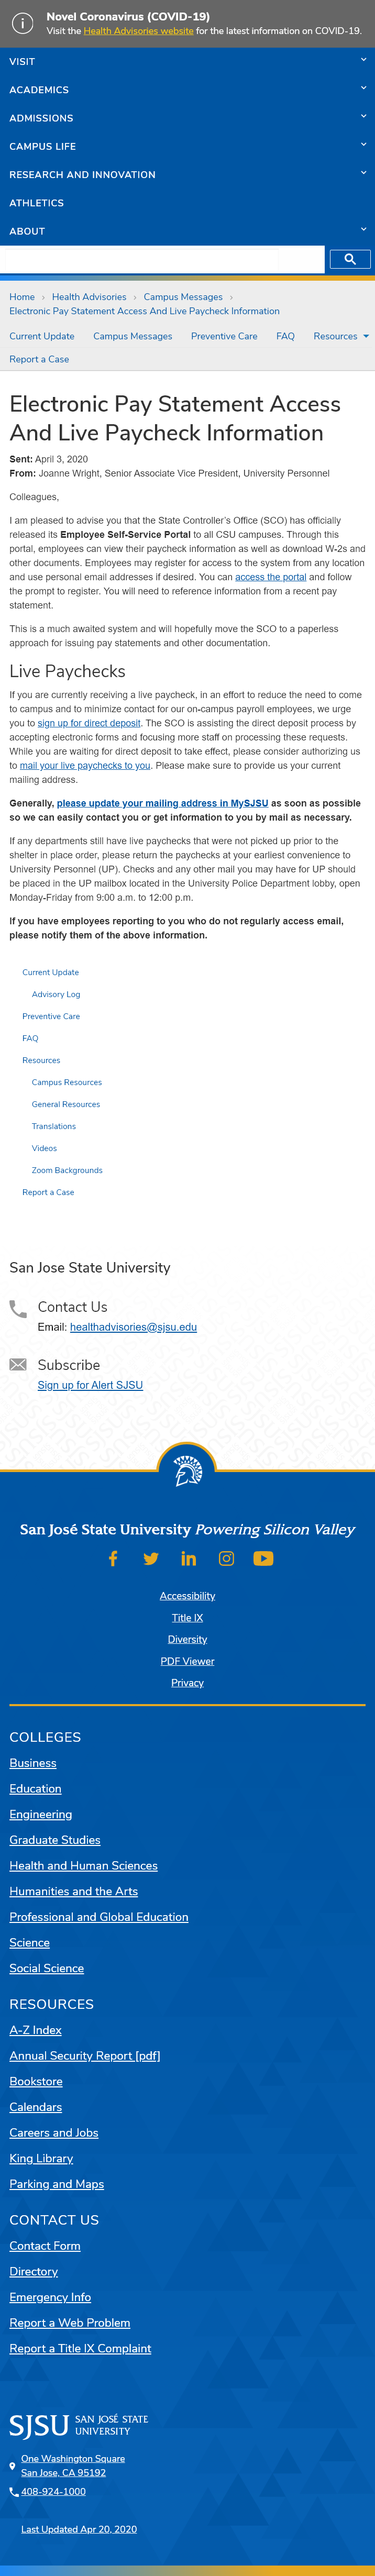 Novel Coronavirus (COVID-19)
Visit the Health Advisories website for the latest information on COVID-19.
VISIT
ACADEMICS
ADMISSIONS
CAMPUS LIFE
RESEARCH AND INNOVATION
ATHLETICS
ABOUT
Home › Health Advisories › Campus Messages ›
Electronic Pay Statement Access And Live Paycheck Information
Current Update Campus Messages Preventive Care FAQ Resources
Report a Case
Electronic Pay Statement Access
And Live Paycheck Information
Sent: April 3, 2020
From: Joanne Wright, Senior Associate Vice President, University Personnel
Colleagues,
I am pleased to advise you that the State Controller's Office (SCO) has officially
released its Employee Self-Service Portal to all CSU campuses. Through this
portal, employees can view their paycheck information as well as download W-2s and
other documents. Employees may register for access to the system from any location
and use personal email addresses if desired. You can access the portal and follow
the prompt to register. You will need to reference information from a recent pay
statement.
This is a much awaited system and will hopefully move the SCO to a paperless
approach for issuing pay statements and other documentation.
Live Paychecks
If you are currently receiving a live paycheck, in an effort to reduce the need to come
to campus and to minimize contact for our on-campus payroll employees, we urge
you to sign up for direct deposit. The SCO is assisting the direct deposit process by
accepting electronic forms and focusing more staff on processing these requests.
While you are waiting for direct deposit to take effect, please consider authorizing us
to mail your live paychecks to you. Please make sure to provide us your current
mailing address.
Generally, please update your mailing address in MySJSU as soon as possible
so we can easily contact you or get information to you by mail as necessary.
If any departments still have live paychecks that were not picked up prior to the
shelter in place order, please return the paychecks at your earliest convenience to
University Personnel (UP). Checks and any other mail you may have for UP should
be placed in the UP mailbox located in the University Police Department lobby, open
Monday-Friday from 9:00 a.m. to 12:00 p.m.
If you have employees reporting to you who do not regularly access email,
please notify them of the above information.
Current Update
Advisory Log
Preventive Care
FAQ
Resources
Campus Resources
General Resources
Translations
Videos
Zoom Backgrounds
Report a Case
San Jose State University
Contact Us
Email: healthadvisories@sjsu.edu
Subscribe
Sign up for Alert SJSU
San José State University Powering Silicon Valley
Accessibility
Title IX
Diversity
PDF Viewer
Privacy
COLLEGES
Business
Education
Engineering
Graduate Studies
Health and Human Sciences
Humanities and the Arts
Professional and Global Education
Science
Social Science
RESOURCES
A-Z Index
Annual Security Report [pdf]
Bookstore
Calendars
Careers and Jobs
King Library
Parking and Maps
CONTACT US
Contact Form
Directory
Emergency Info
Report a Web Problem
Report a Title IX Complaint
SJSU SAN JOSÉ STATE
UNIVERSITY
One Washington Square
San Jose, CA 95192
408-924-1000
Last Updated Apr 20, 2020